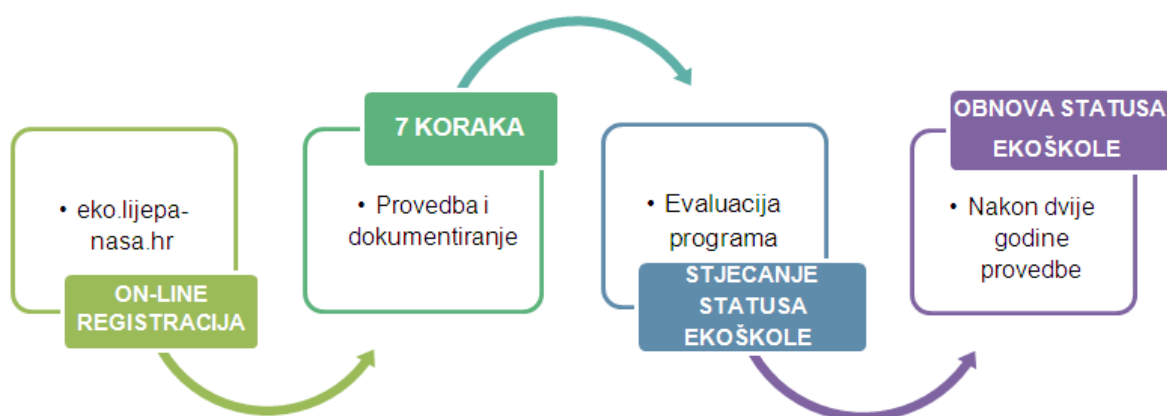 • eko.lijepa-
nasa.hr
ON-LINE
REGISTRACIJA
7 KORAKA
• Provedba i
dokumentiranje
• Evaluacija
programa
STJECANJE
STATUSA
EKOŠKOLE
OBNOVA STATUSA
EKOŠKOLE
• Nakon dvije
godine
provedbe